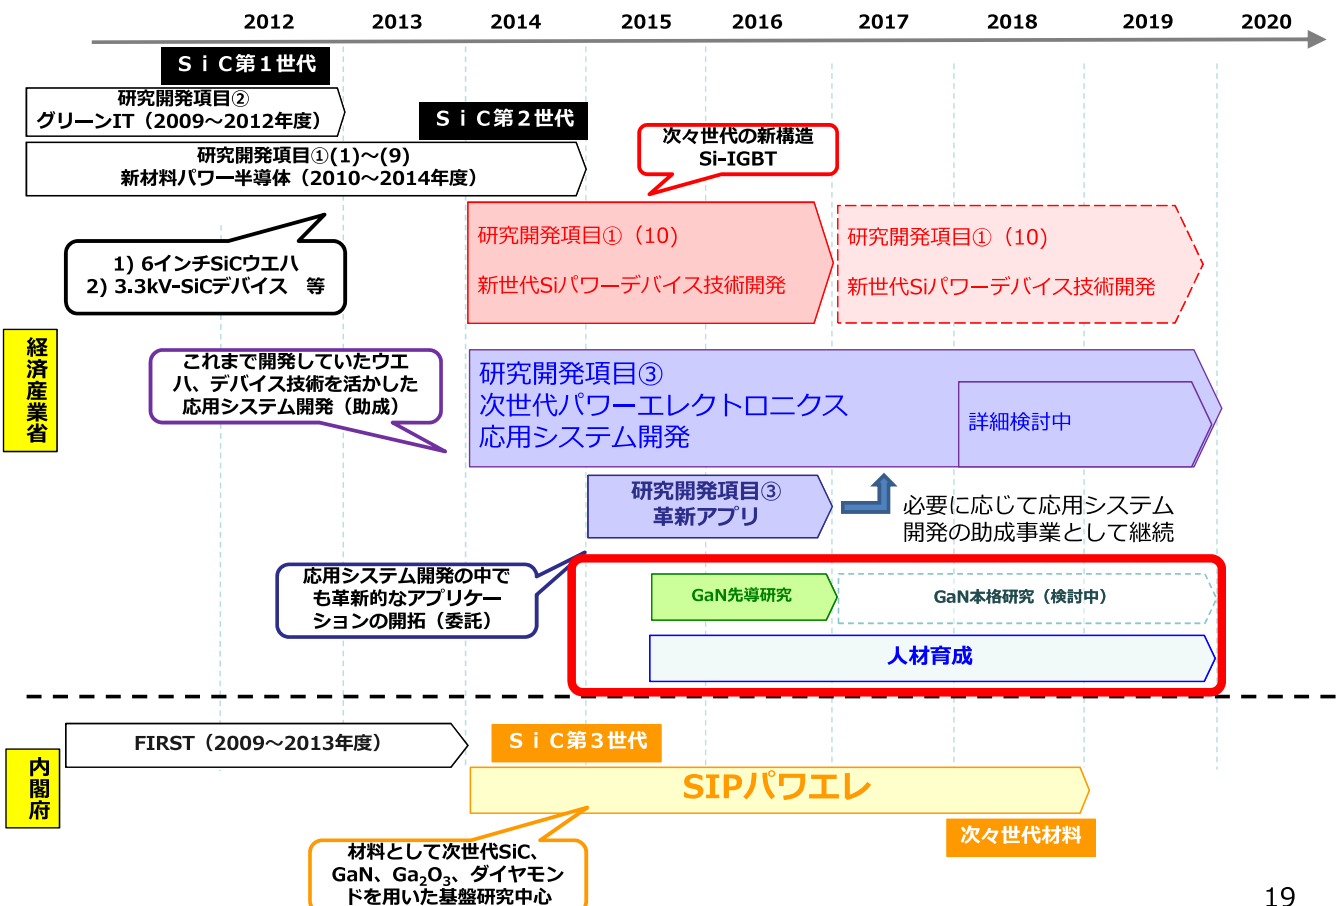 2012 2013 2014 2015 2016 2017 2018 2019 2020
ＳｉＣ第１世代
研究開発項目②
グリーンIT（2009～2012年度）
ＳｉＣ第２世代
研究開発項目①(1)～(9)
新材料パワー半導体（2010～2014年度）
次々世代の新構造
Si-IGBT
1) 6インチSiCウエハ
2) 3.3kV-SiCデバイス　等
研究開発項目①（10)
新世代Siパワーデバイス技術開発
研究開発項目①（10)
新世代Siパワーデバイス技術開発
経済産業省
これまで開発していたウエ
ハ、デバイス技術を活かした
応用システム開発（助成）
研究開発項目③
次世代パワーエレクトロニクス
応用システム開発
詳細検討中
研究開発項目③
革新アプリ
必要に応じて応用システム
開発の助成事業として継続
応用システム開発の中で
も革新的なアプリケー
ションの開拓（委託）
GaN先導研究
GaN本格研究（検討中）
人材育成
内閣府
FIRST（2009～2013年度）
ＳｉＣ第３世代
SIPパワエレ
次々世代材料
材料として次世代SiC、
GaN、Ga₂O₃、ダイヤモン
ドを用いた基盤研究中心
19